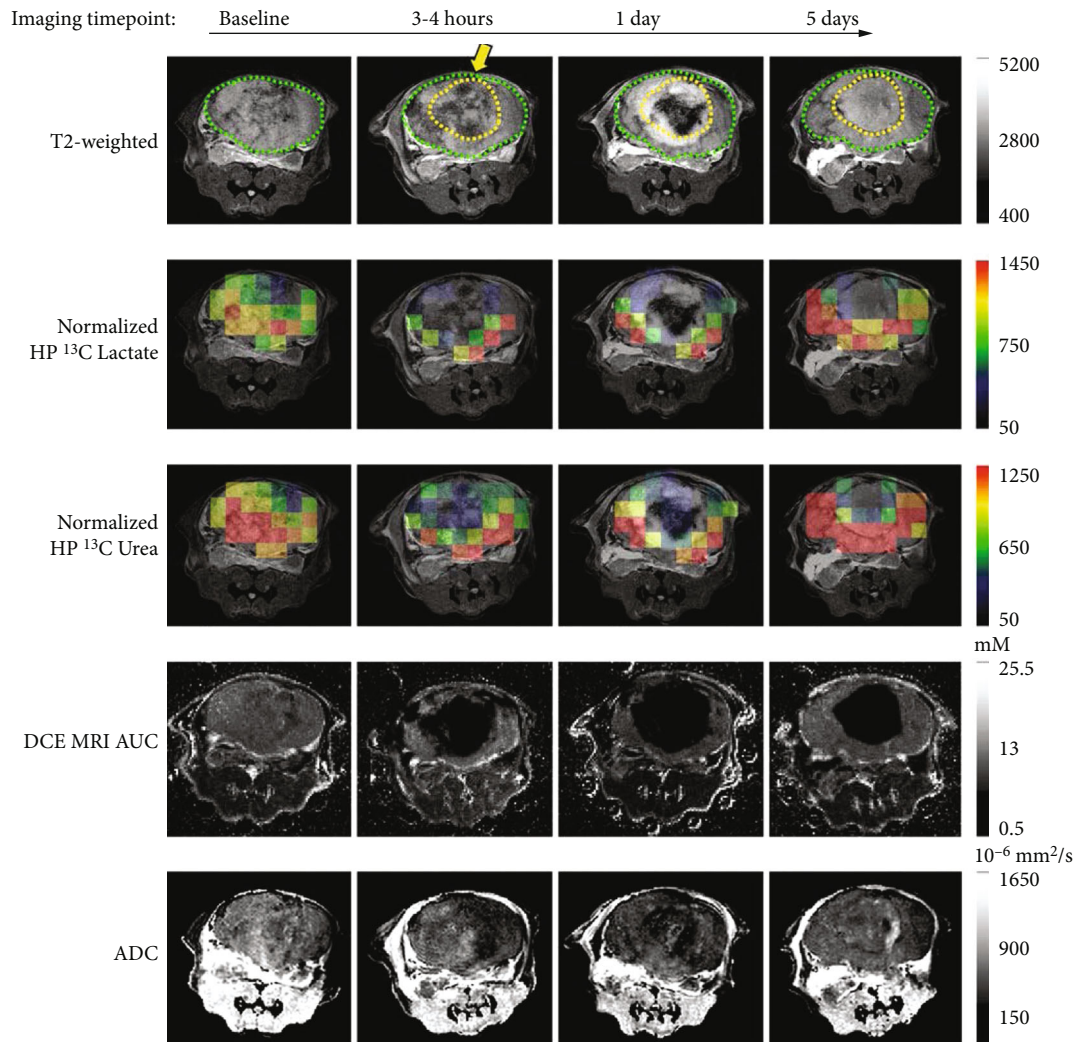 Imaging timepoint: Baseline 3-4 hours 1 day 5 days
T2-weighted
5200
2800
400
Normalized
HP ¹³C Lactate
1450
750
50
Normalized
HP ¹³C Urea
1250
650
50
mM
DCE MRI AUC
25.5
13
0.5
10⁻⁶ mm²/s
ADC
1650
900
150